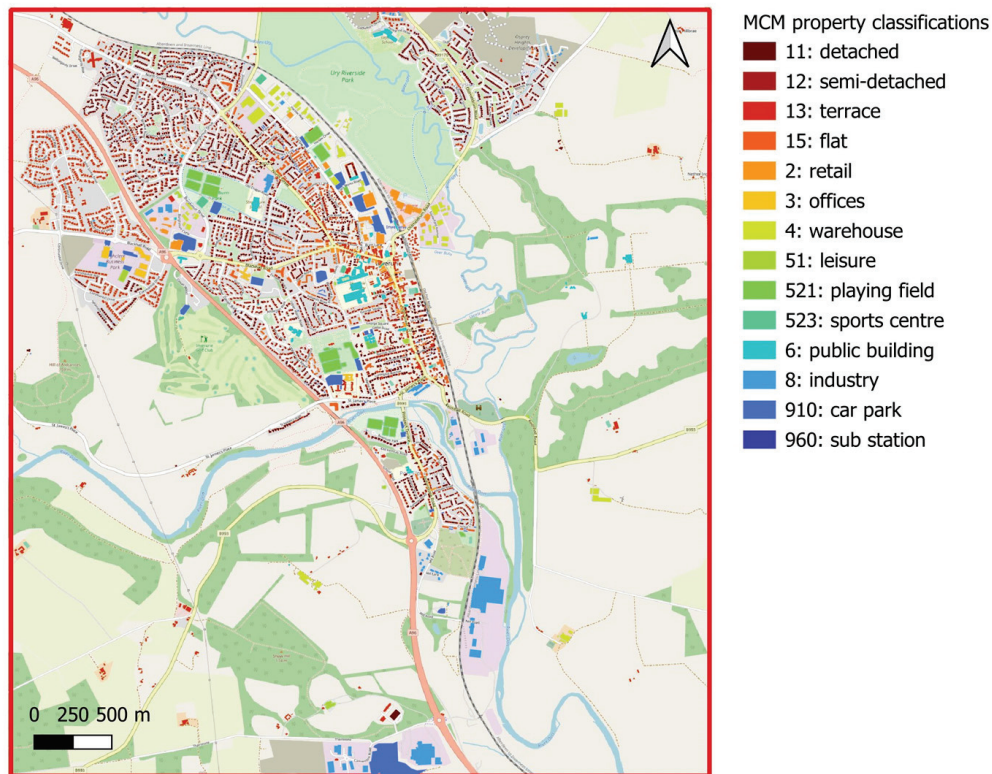 MCM property classifications
11: detached
12: semi-detached
13: terrace
15: flat
2: retail
3: offices
4: warehouse
51: leisure
521: playing field
523: sports centre
6: public building
8: industry
910: car park
960: sub station
Ury Riverside
Park
0 250 500 m